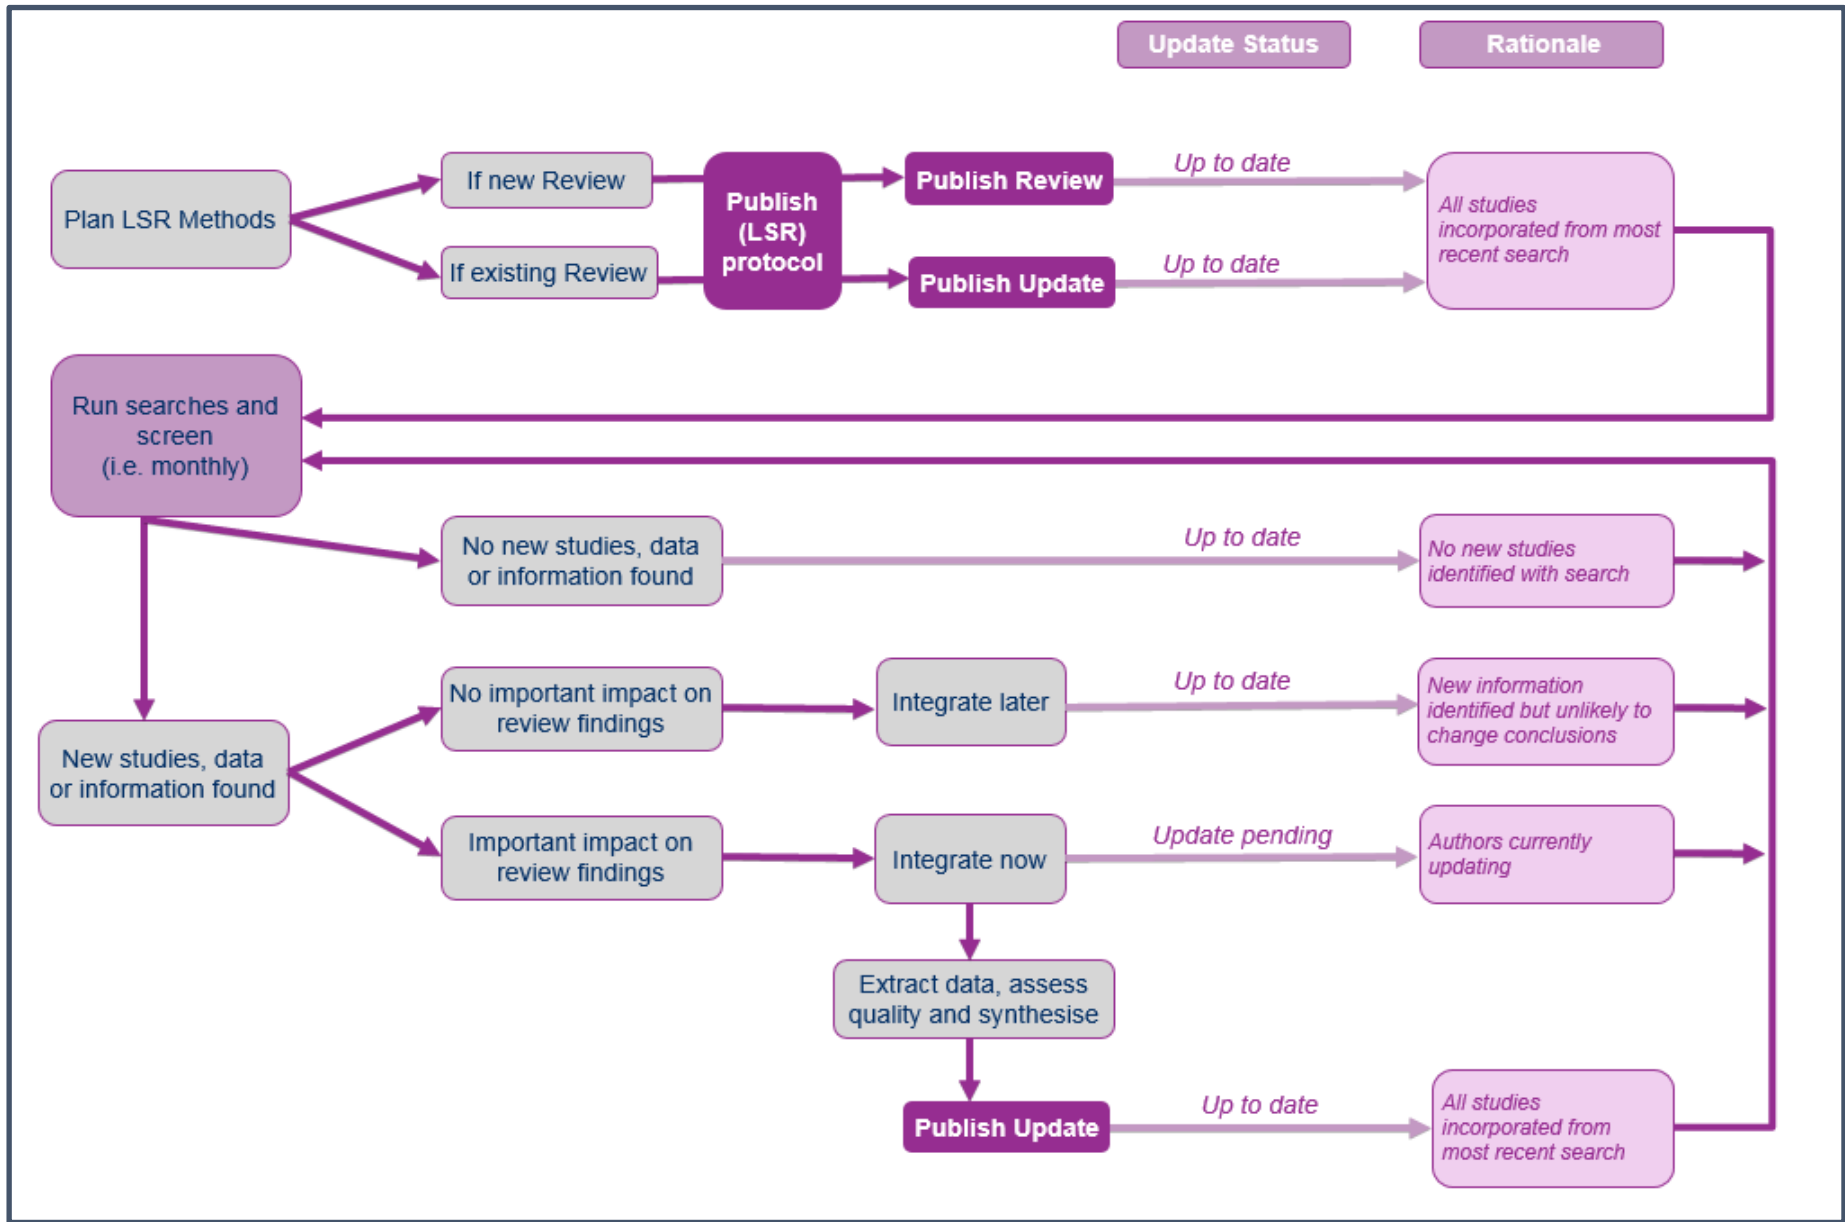 Update Status
Rationale
Plan LSR Methods
If new Review
If existing Review
Publish
(LSR)
protocol
Publish Review
Publish Update
Up to date
Up to date
All studies
incorporated from most
recent search
Run searches and
screen
(i.e. monthly)
No new studies, data
or information found
Up to date
No new studies
identified with search
New studies, data
or information found
No important impact on
review findings
Integrate later
Up to date
New information
identified but unlikely to
change conclusions
Important impact on
review findings
Integrate now
Update pending
Authors currently
updating
Extract data, assess
quality and synthesise
Publish Update
Up to date
All studies
incorporated from
most recent search